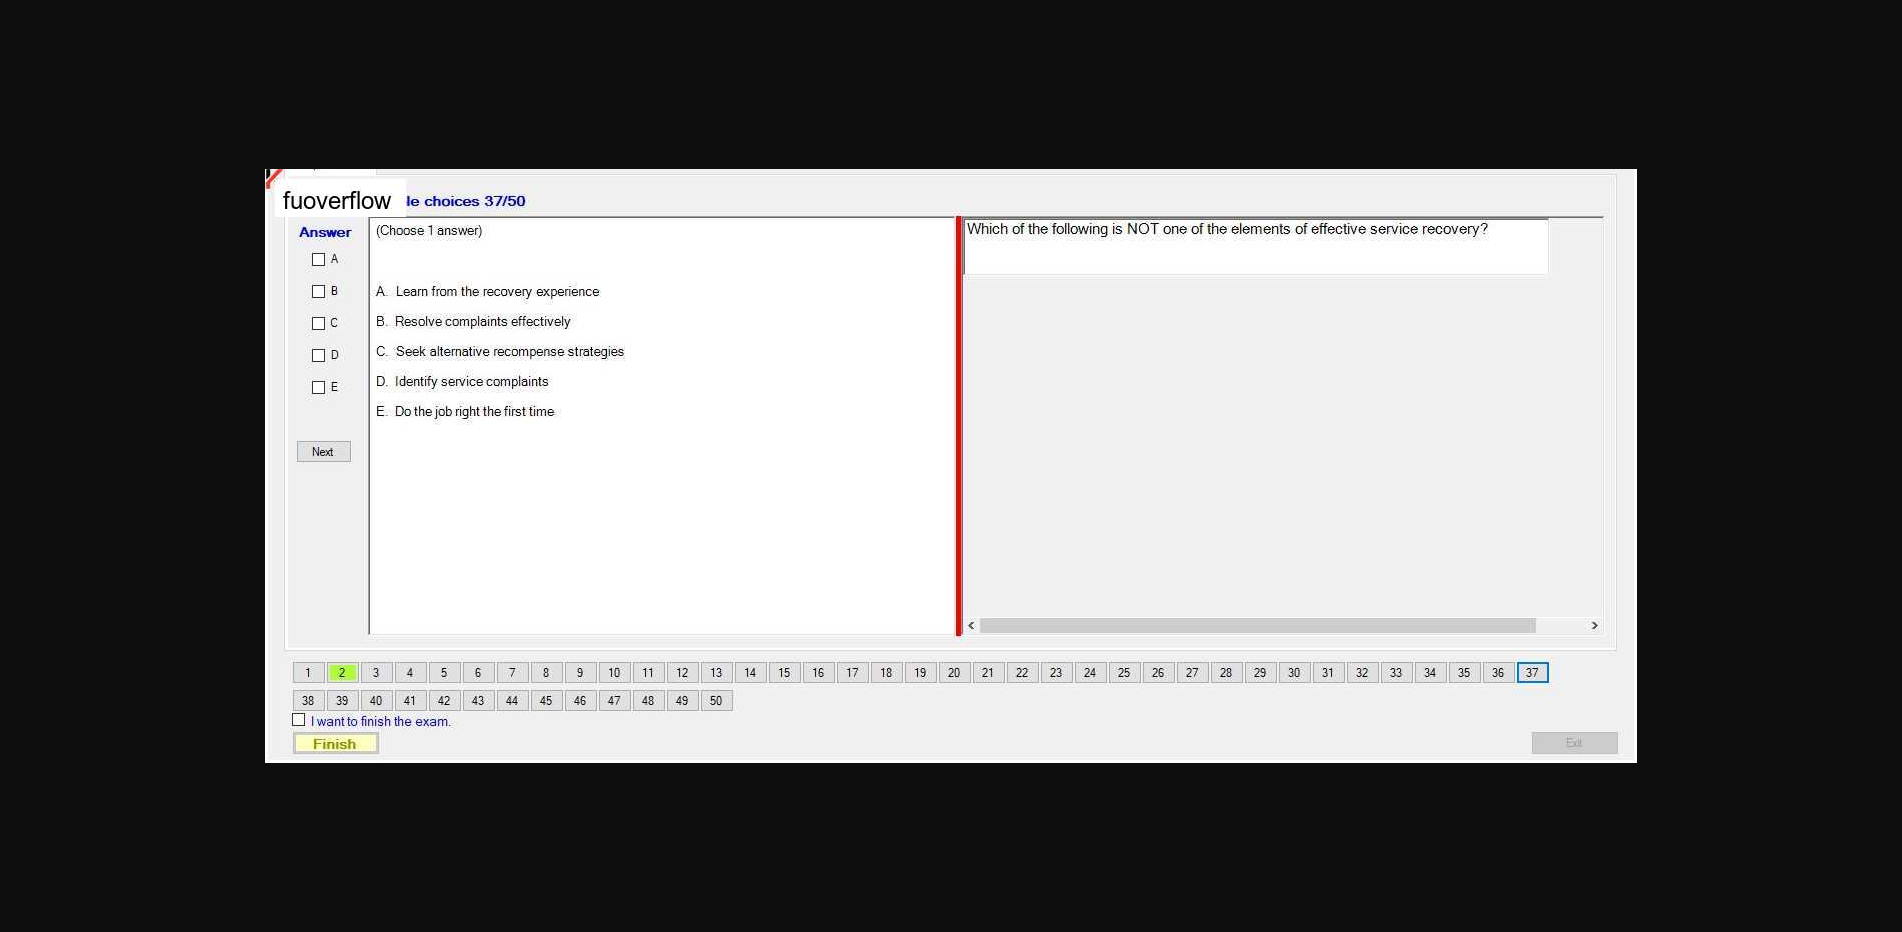 fuoverflow
le choices 37/50
Answer
(Choose 1 answer)
Which of the following is NOT one of the elements of effective service recovery?
A
B
C
D
E
A. Learn from the recovery experience
B. Resolve complaints effectively
C. Seek alternative recompense strategies
D. Identify service complaints
E. Do the job right the first time
Next
1 2 3 4 5 6 7 8 9 10 11 12 13 14 15 16 17 18 19 20 21 22 23 24 25 26 27 28 29 30 31 32 33 34 35 36 37
38 39 40 41 42 43 44 45 46 47 48 49 50
I want to finish the exam.
Finish
Exit